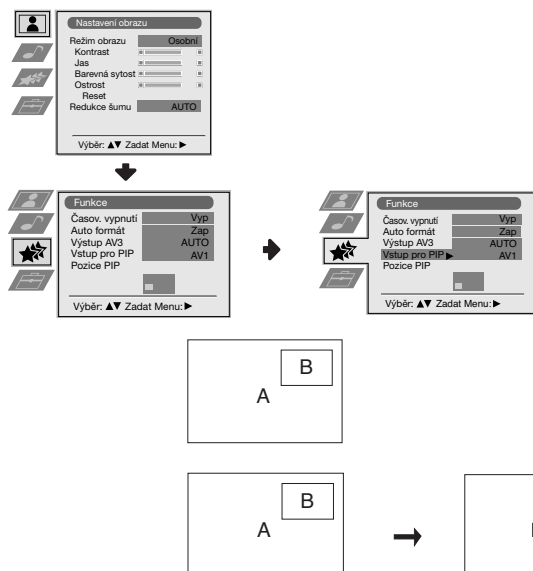 Nastavení obrazu
Režim obrazu Osobní
Kontrast
Jas
Barevná sytost
Ostrost
Reset
Redukce šumu AUTO
Výběr: ▲▼ Zadat Menu: ►
Funkce
Časov. vypnutí Vyp
Auto formát Zap
Výstup AV3 AUTO
Vstup pro PIP AV1
Pozice PIP
Výběr: ▲▼ Zadat Menu: ►
Funkce
Časov. vypnutí Vyp
Auto formát Zap
Výstup AV3 AUTO
Vstup pro PIP ► AV1
Pozice PIP
Výběr: ▲▼ Zadat Menu: ►
B
A
B
A